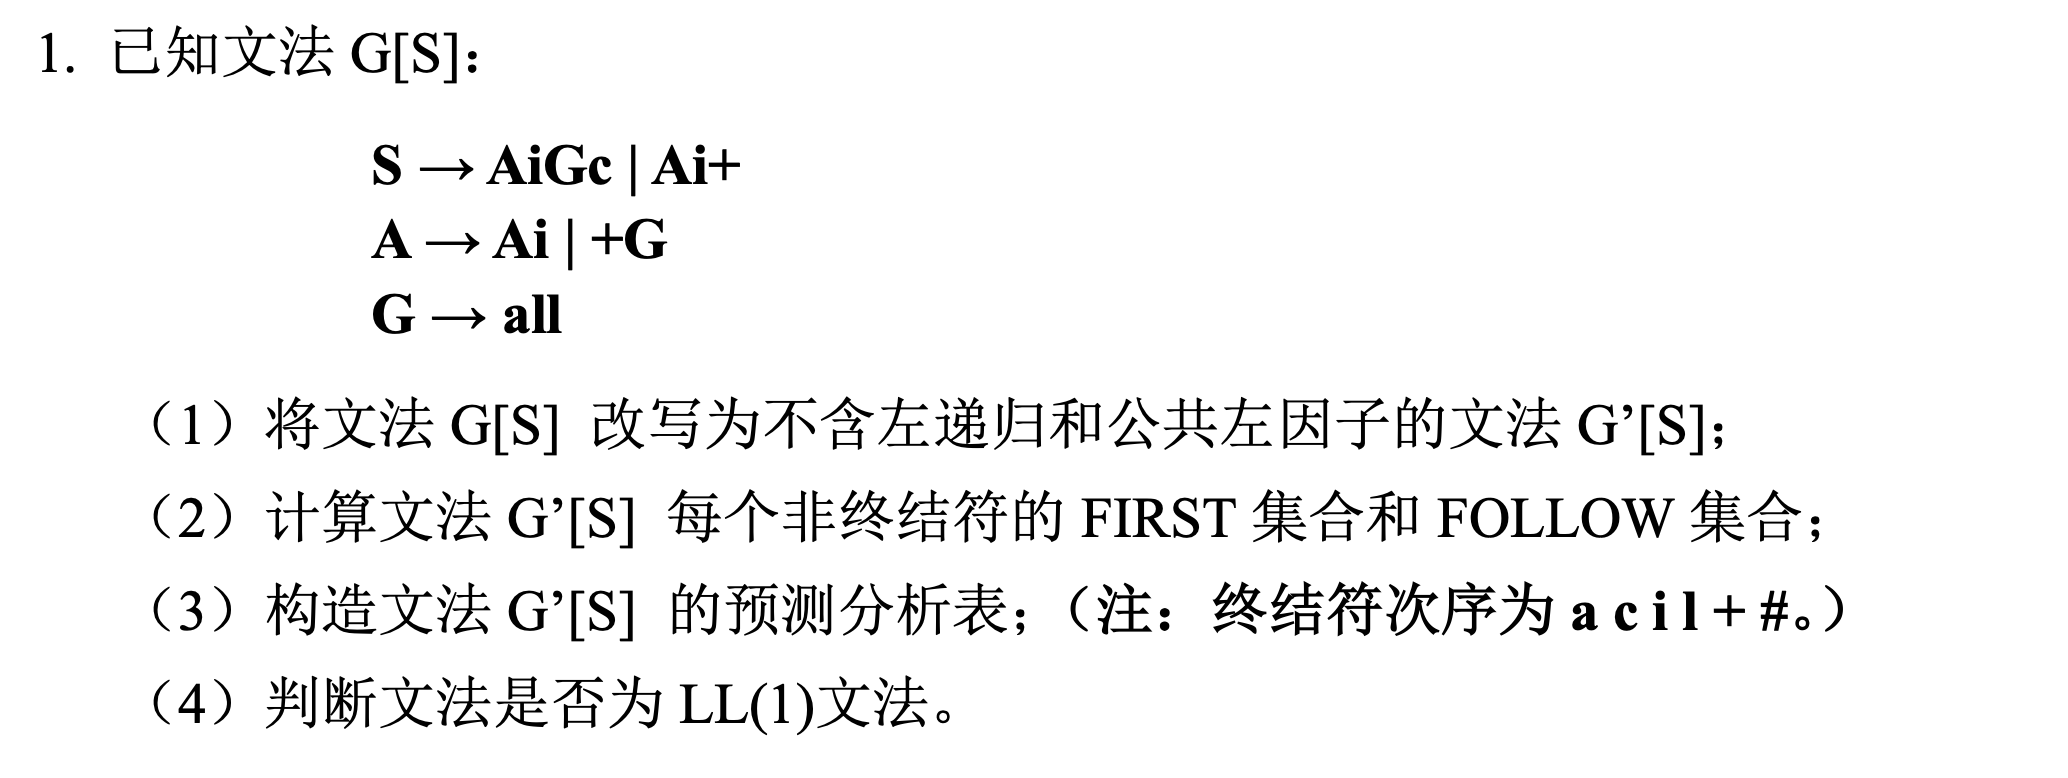 1. 已知文法 G[S]：
S → AiGc | Ai+
A → Ai | +G
G → all
（1）将文法 G[S] 改写为不含左递归和公共左因子的文法 G’[S]；
（2）计算文法 G’[S] 每个非终结符的 FIRST 集合和 FOLLOW 集合；
（3）构造文法 G’[S] 的预测分析表；（注：终结符次序为 a c i l + #。）
（4）判断文法是否为 LL(1)文法。